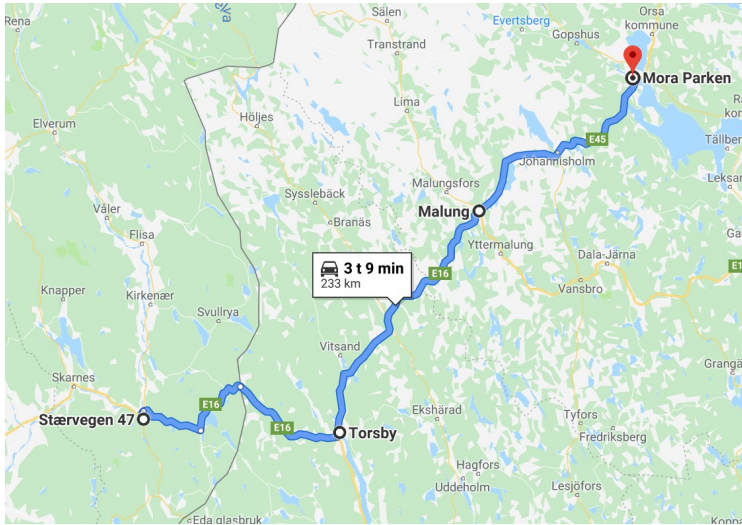 Rena
Sälen
Evertsberg
Orsa
kommune
Gopshus
Transtrand
Mora Parken
Lima
Höljes
Elverum
E45
Johannisholm
Tällber
Leksan
Malungsfors
Sysslebäck
Malung
Branäs
Våler
Flisa
Yttermalung
Dala-Järna
3 t 9 min
233 km
E16
Vansbro
Knapper
Kirkenær
Svullrya
Vitsand
Grangä
Skarnes
Stærvegen 47
E16
E16
Torsby
Ekshärad
Tyfors
Fredriksberg
Hagfors
Uddeholm
Lesjöfors
Eda glasbruk